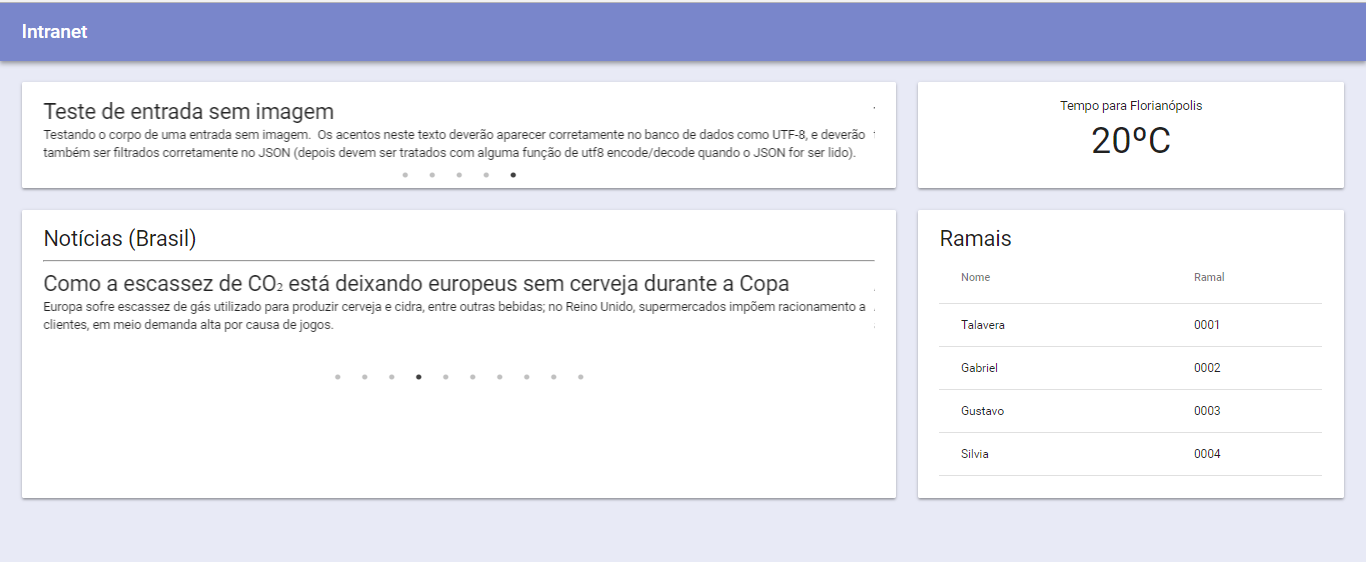 Intranet
Teste de entrada sem imagem
Testando o corpo de uma entrada sem imagem.  Os acentos neste texto deverão aparecer corretamente no banco de dados como UTF-8, e deverão
também ser filtrados corretamente no JSON (depois devem ser tratados com alguma função de utf8 encode/decode quando o JSON for ser lido).
Tempo para Florianópolis
20ºC
Notícias (Brasil)
Como a escassez de CO₂ está deixando europeus sem cerveja durante a Copa
Europa sofre escassez de gás utilizado para produzir cerveja e cidra, entre outras bebidas; no Reino Unido, supermercados impõem racionamento a
clientes, em meio demanda alta por causa de jogos.
Ramais
Nome Ramal
Talavera 0001
Gabriel 0002
Gustavo 0003
Silvia 0004